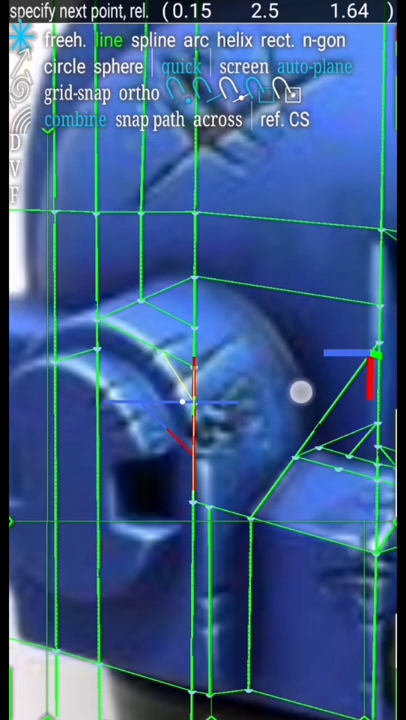 specify next point, rel. ( 0.15 2.5 1.64 )
freeh. line spline arc helix rect. n-gon
circle sphere | quick | screen auto-plane
grid-snap ortho
combine snap path across | ref. CS
D
V
F